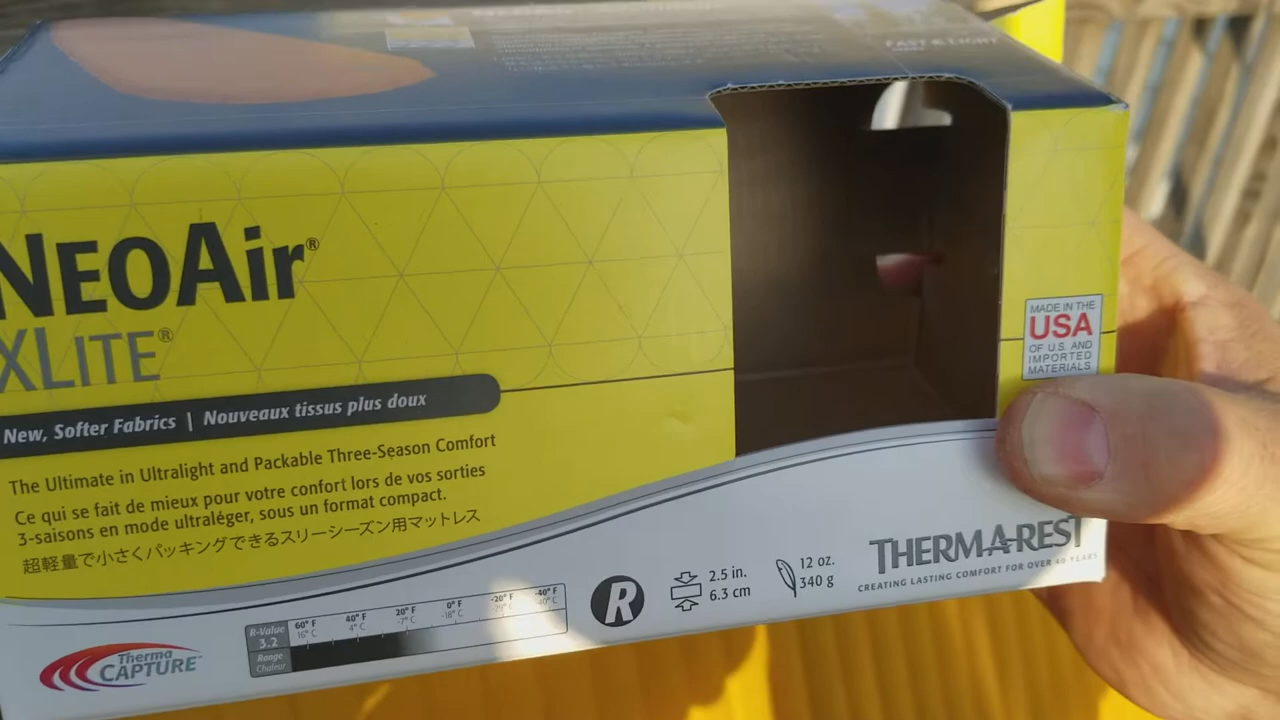 FAST & LIGHT
NEOAir®
XLITE®
New, Softer Fabrics | Nouveaux tissus plus doux
The Ultimate in Ultralight and Packable Three-Season Comfort
Ce qui se fait de mieux pour votre confort lors de vos sorties
3-saisons en mode ultraléger, sous un format compact.
超軽量で小さくパッキングできるスリーシーズン用マットレス
MADE IN THE
USA
OF U.S. AND
IMPORTED
MATERIALS
Therma
CAPTURE™
R-Value
3.2
Range
Chaleur
60° F 40° F 20° F 0° F -20° F -40° F
16° C 4° C -7° C -18° C -29° C -40° C
R
2.5 in.
6.3 cm
12 oz.
340 g
THERMAREST
CREATING LASTING COMFORT FOR OVER 40 YEARS